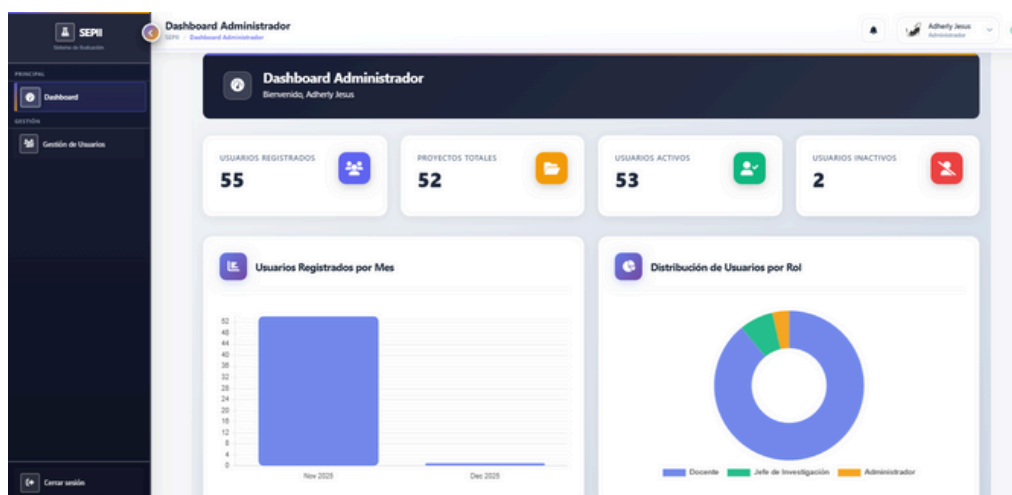 SEPII
Sistema de Evaluación
PRINCIPAL
Dashboard
GESTIÓN
Gestión de Usuarios
Cerrar sesión
Dashboard Administrador
SEPII Dashboard Administrador
Adherly Jesus
Administrador
Dashboard Administrador
Bienvenido, Adherly Jesus
USUARIOS REGISTRADOS
55
PROYECTOS TOTALES
52
USUARIOS ACTIVOS
53
USUARIOS INACTIVOS
2
Usuarios Registrados por Mes
52
48
44
40
36
32
28
24
20
16
12
8
4
0
Nov 2025
Dec 2025
Distribución de Usuarios por Rol
Docente
Jefe de Investigación
Administrador